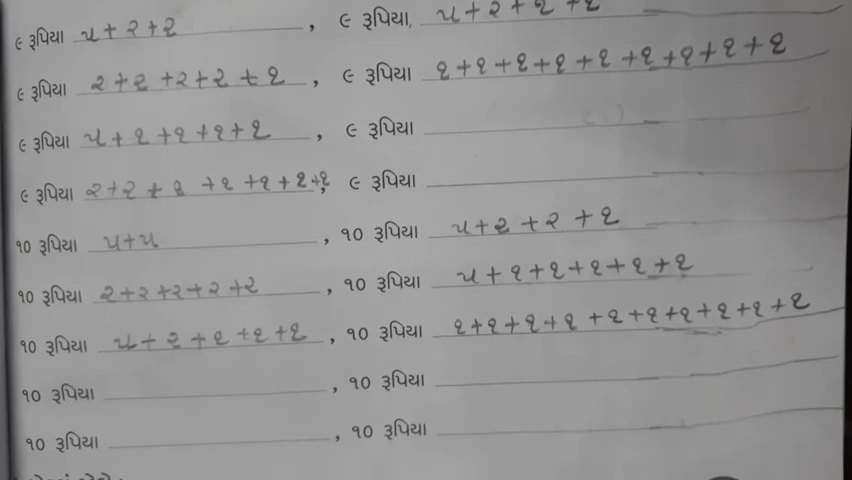 ૯ રૂપિયા ૫+૨+૨ , ૯ રૂપિયા, ૫+૨+૧+૧
૯ રૂપિયા ૨+૨+૨+૨+૧ , ૯ રૂપિયા ૧+૧+૧+૧+૧+૧+૧+૧+૧
૯ રૂપિયા ૫+૧+૧+૧+૧ , ૯ રૂપિયા
૯ રૂપિયા ૨+૨+૧+૧+૧+૧+૧, ૯ રૂપિયા
૧૦ રૂપિયા ૫+૫ , ૧૦ રૂપિયા ૫+૨+૨+૧
૧૦ રૂપિયા ૨+૨+૨+૨+૨ , ૧૦ રૂપિયા ૫+૧+૧+૧+૧+૧
૧૦ રૂપિયા ૫+૨+૧+૧+૧ , ૧૦ રૂપિયા ૧+૧+૧+૧+૧+૧+૧+૧+૧+૧
૧૦ રૂપિયા , ૧૦ રૂપિયા
૧૦ રૂપિયા , ૧૦ રૂપિયા